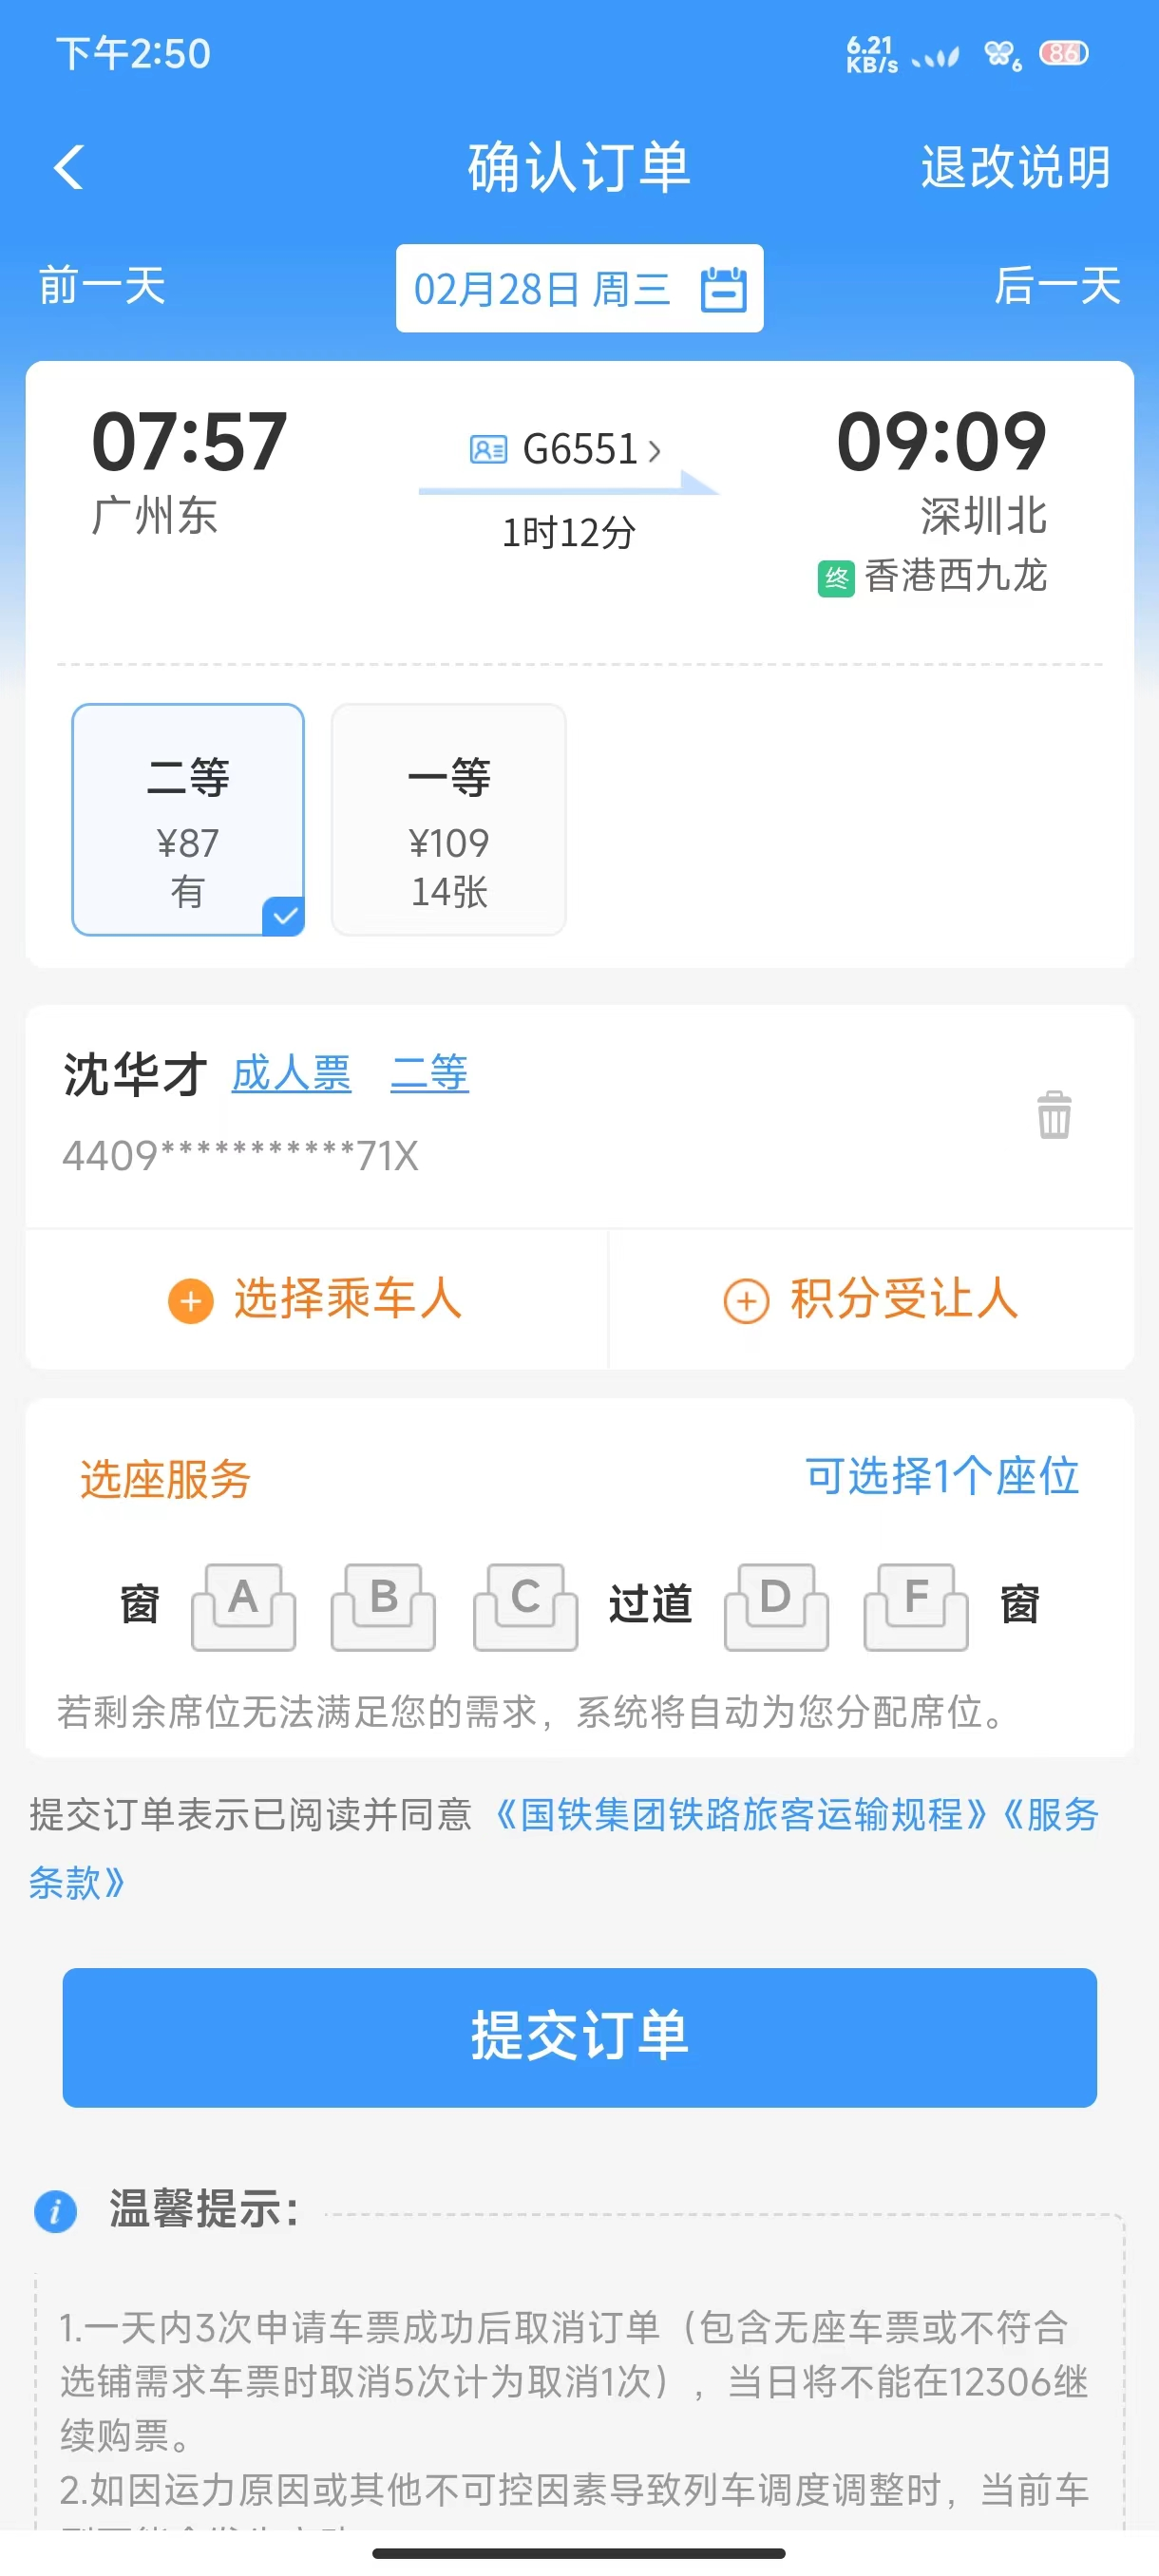 下午2:50
6.21
KB/s
6
86
确认订单
退改说明
前一天
02月28日 周三
后一天
07:57
G6551
09:09
广州东
1时12分
深圳北
终 香港西九龙
二等
¥87
有
一等
¥109
14张
沈华才 成人票 二等
4409***********71X
选择乘车人
积分受让人
选座服务
可选择1个座位
窗 A B C 过道 D F 窗
若剩余席位无法满足您的需求，系统将自动为您分配席位。
提交订单表示已阅读并同意《国铁集团铁路旅客运输规程》《服务
条款》
提交订单
温馨提示：
1.一天内3次申请车票成功后取消订单（包含无座车票或不符合
选铺需求车票时取消5次计为取消1次），当日将不能在12306继
续购票。
2.如因运力原因或其他不可控因素导致列车调度调整时，当前车